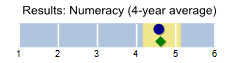 Results: Numeracy (4-year average)
1 2 3 4 5 6